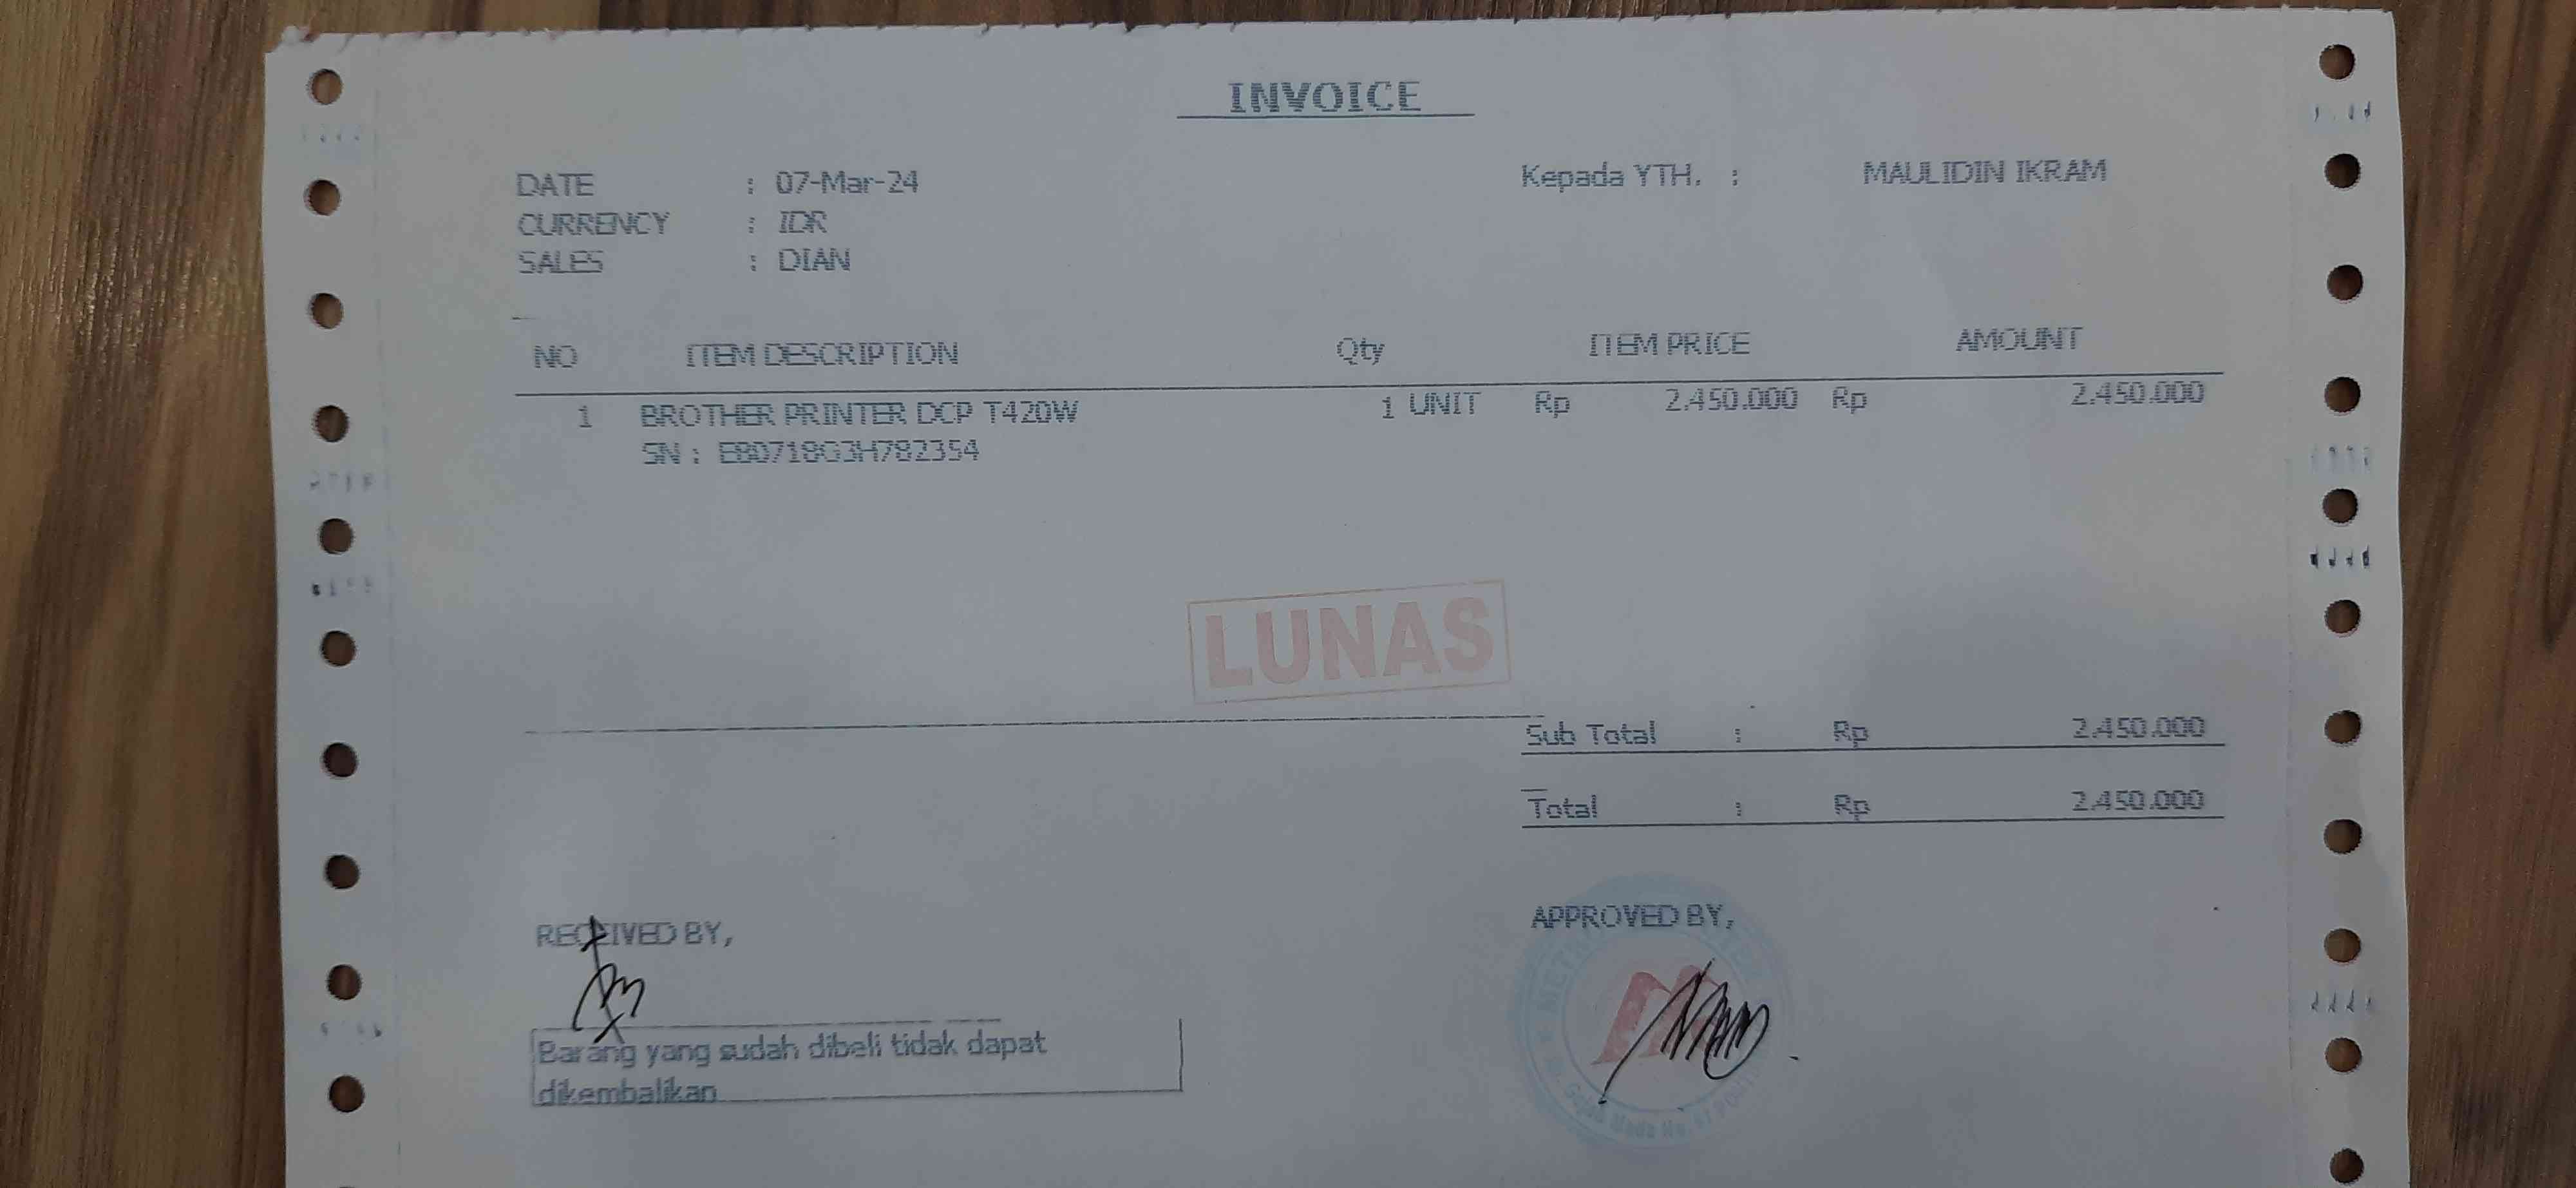 INVOICE
DATE : 07-Mar-24
CURRENCY : IDR
SALES : DIAN
Kepada YTH. : MAULIDIN IKRAM
NO ITEM DESCRIPTION Qty ITEM PRICE AMOUNT
1 BROTHER PRINTER DCP T420W 1 UNIT Rp 2.450.000 Rp 2.450.000
SN : E80718G3H782354
LUNAS
Sub Total : Rp 2.450.000
Total : Rp 2.450.000
RECEIVED BY,
APPROVED BY,
Barang yang sudah dibeli tidak dapat
dikembalikan